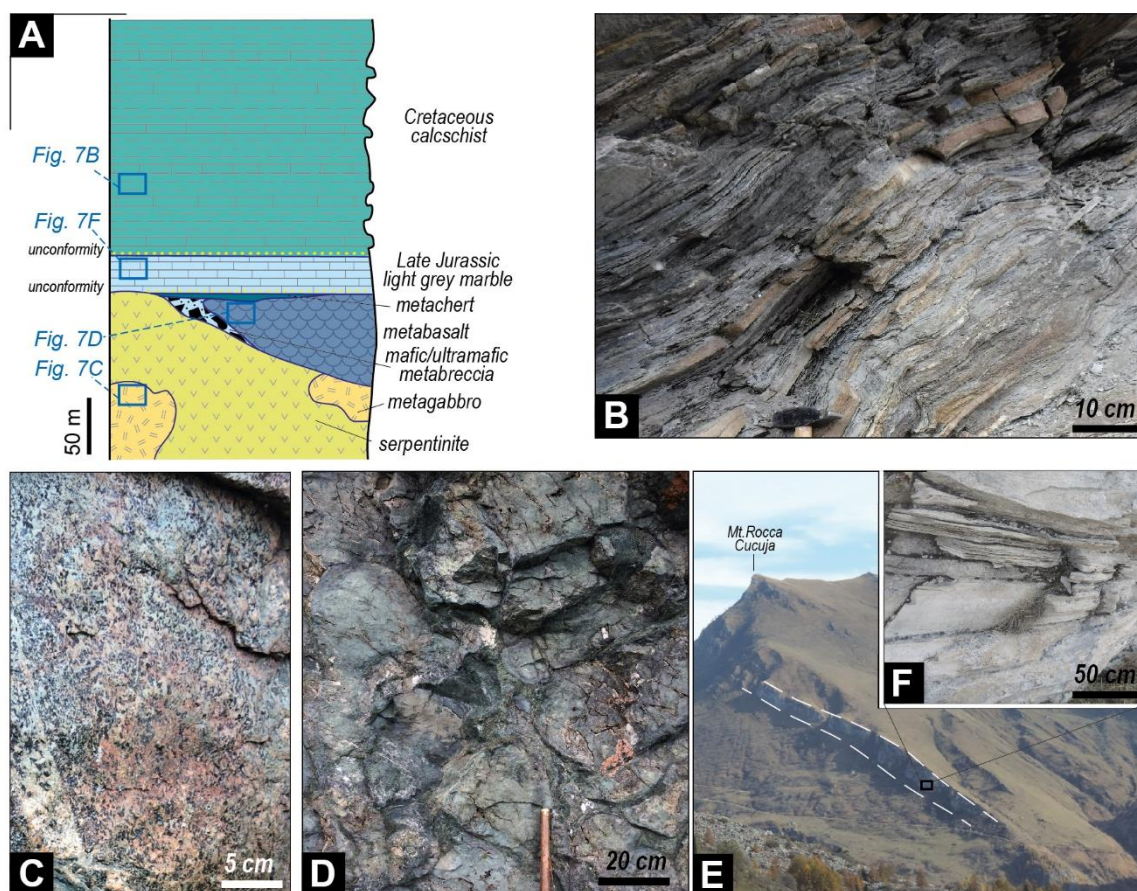 A
Cretaceous
calcschist
Fig. 7B
Fig. 7F
unconformity
unconformity
Late Jurassic
light grey marble
metachert
metabasalt
Fig. 7D
mafic/ultramafic
metabreccia
Fig. 7C
metagabbro
serpentinite
50 m
B
10 cm
C
5 cm
D
20 cm
Mt.Rocca
Cucuja
E
F
50 cm